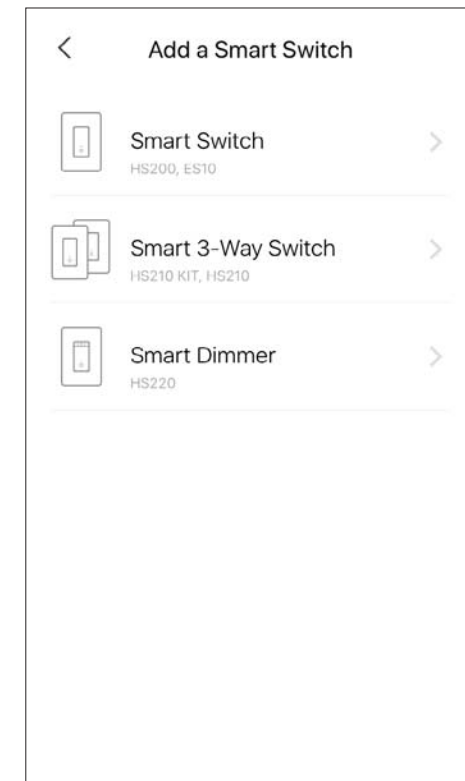 Add a Smart Switch
Smart Switch
HS200, ES10
Smart 3-Way Switch
HS210 KIT, HS210
Smart Dimmer
HS220